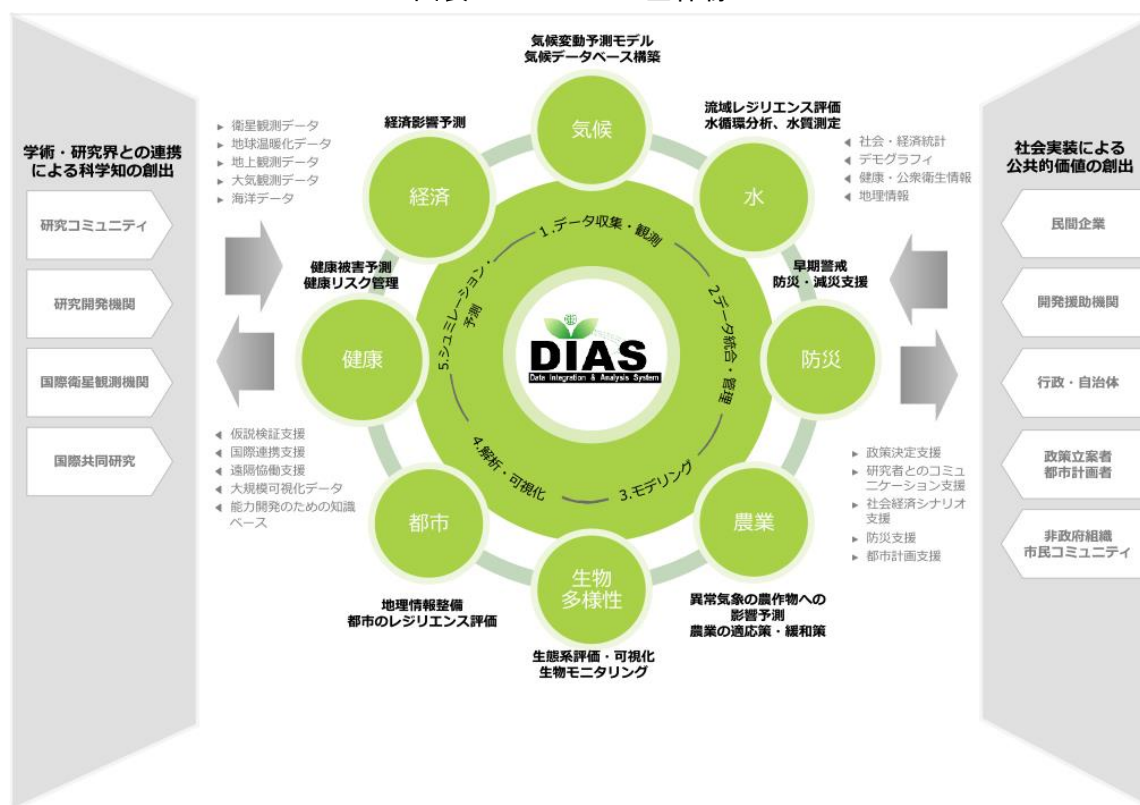 気候変動予測モデル
気候データベース構築
気候
経済影響予測
経済
流域レジリエンス評価
水循環分析、水質測定
水
学術・研究界との連携
による科学知の創出
研究コミュニティ
研究開発機関
国際衛星観測機関
国際共同研究
▶ 衛星観測データ
▶ 地球温暖化データ
▶ 地上観測データ
▶ 大気観測データ
▶ 海洋データ
◀ 社会・経済統計
◀ デモグラフィ
◀ 健康・公衆衛生情報
◀ 地理情報
社会実装による
公共的価値の創出
民間企業
開発援助機関
行政・自治体
政策立案者
都市計画者
非政府組織
市民コミュニティ
健康被害予測
健康リスク管理
健康
早期警戒
防災・減災支援
防災
1.データ収集・観測
2.データ統合・管理
3.モデリング
4.解析・可視化
5.シュミレーション・
予測
DIAS
Data Integration & Analysis System
◀ 仮説検証支援
◀ 国際連携支援
◀ 遠隔協働支援
◀ 大規模可視化データ
◀ 能力開発のための知識
ベース
▶ 政策決定支援
▶ 研究者とのコミュ
ニケーション支援
▶ 社会経済シナリオ
支援
▶ 防災支援
▶ 都市計画支援
都市
地理情報整備
都市のレジリエンス評価
生物
多様性
生態系評価・可視化
生物モニタリング
農業
異常気象の農作物への
影響予測
農業の適応策・緩和策